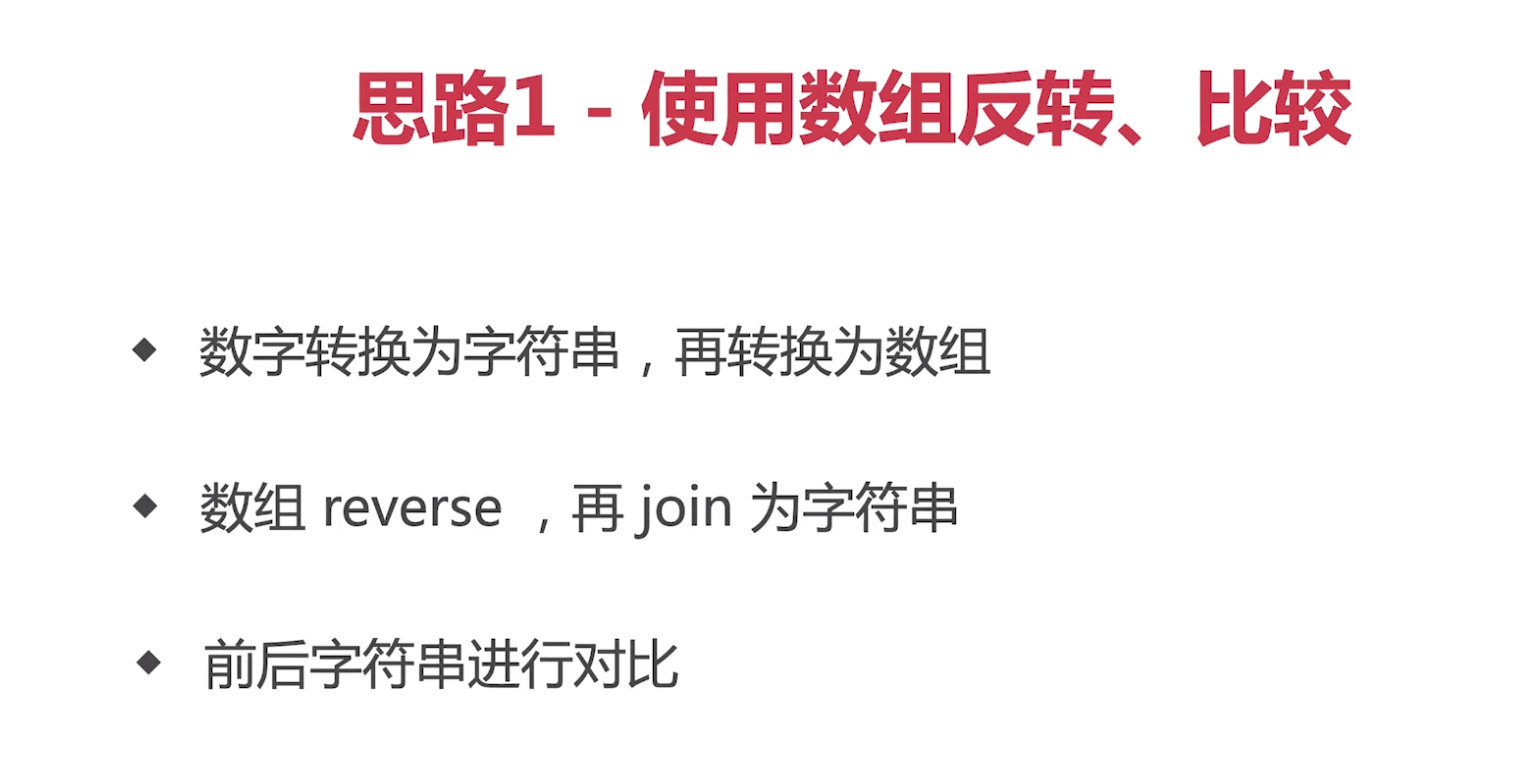 思路1 - 使用数组反转、比较
◆ 数字转换为字符串，再转换为数组
◆ 数组 reverse ，再 join 为字符串
◆ 前后字符串进行对比